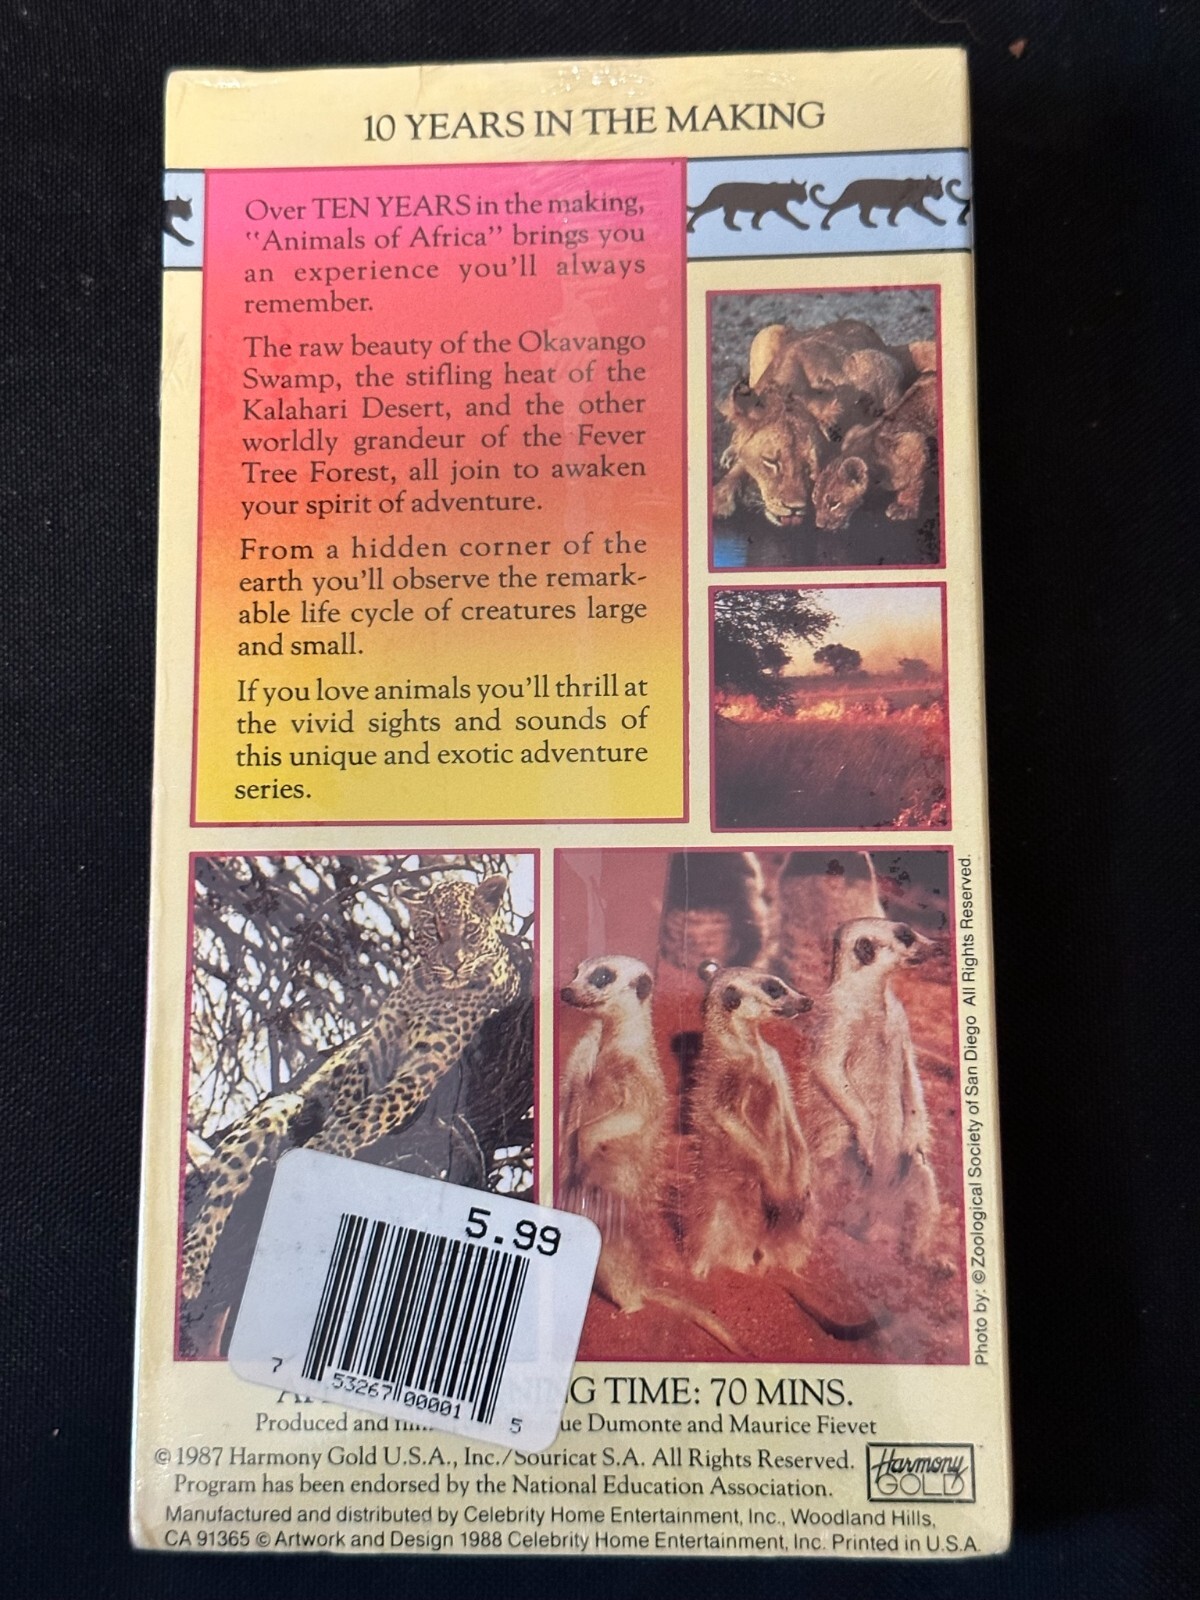 10 YEARS IN THE MAKING
Over TEN YEARS in the making,
“Animals of Africa” brings you
an experience you'll always
remember.
The raw beauty of the Okavango
Swamp, the stifling heat of the
Kalahari Desert, and the other
worldly grandeur of the Fever
Tree Forest, all join to awaken
your spirit of adventure.
From a hidden corner of the
earth you'll observe the remark-
able life cycle of creatures large
and small.
If you love animals you'll thrill at
the vivid sights and sounds of
this unique and exotic adventure
series.
Photo by: © Zoological Society of San Diego All Rights Reserved.
5.99
7 53267 00001 5
TIME: 70 MINS.
Produced and Dumonte and Maurice Fievet
© 1987 Harmony Gold U.S.A., Inc./Souricat S.A. All Rights Reserved.
Program has been endorsed by the National Education Association.
Harmony
GOLD
Manufactured and distributed by Celebrity Home Entertainment, Inc., Woodland Hills,
CA 91365 © Artwork and Design 1988 Celebrity Home Entertainment, Inc. Printed in U.S.A.